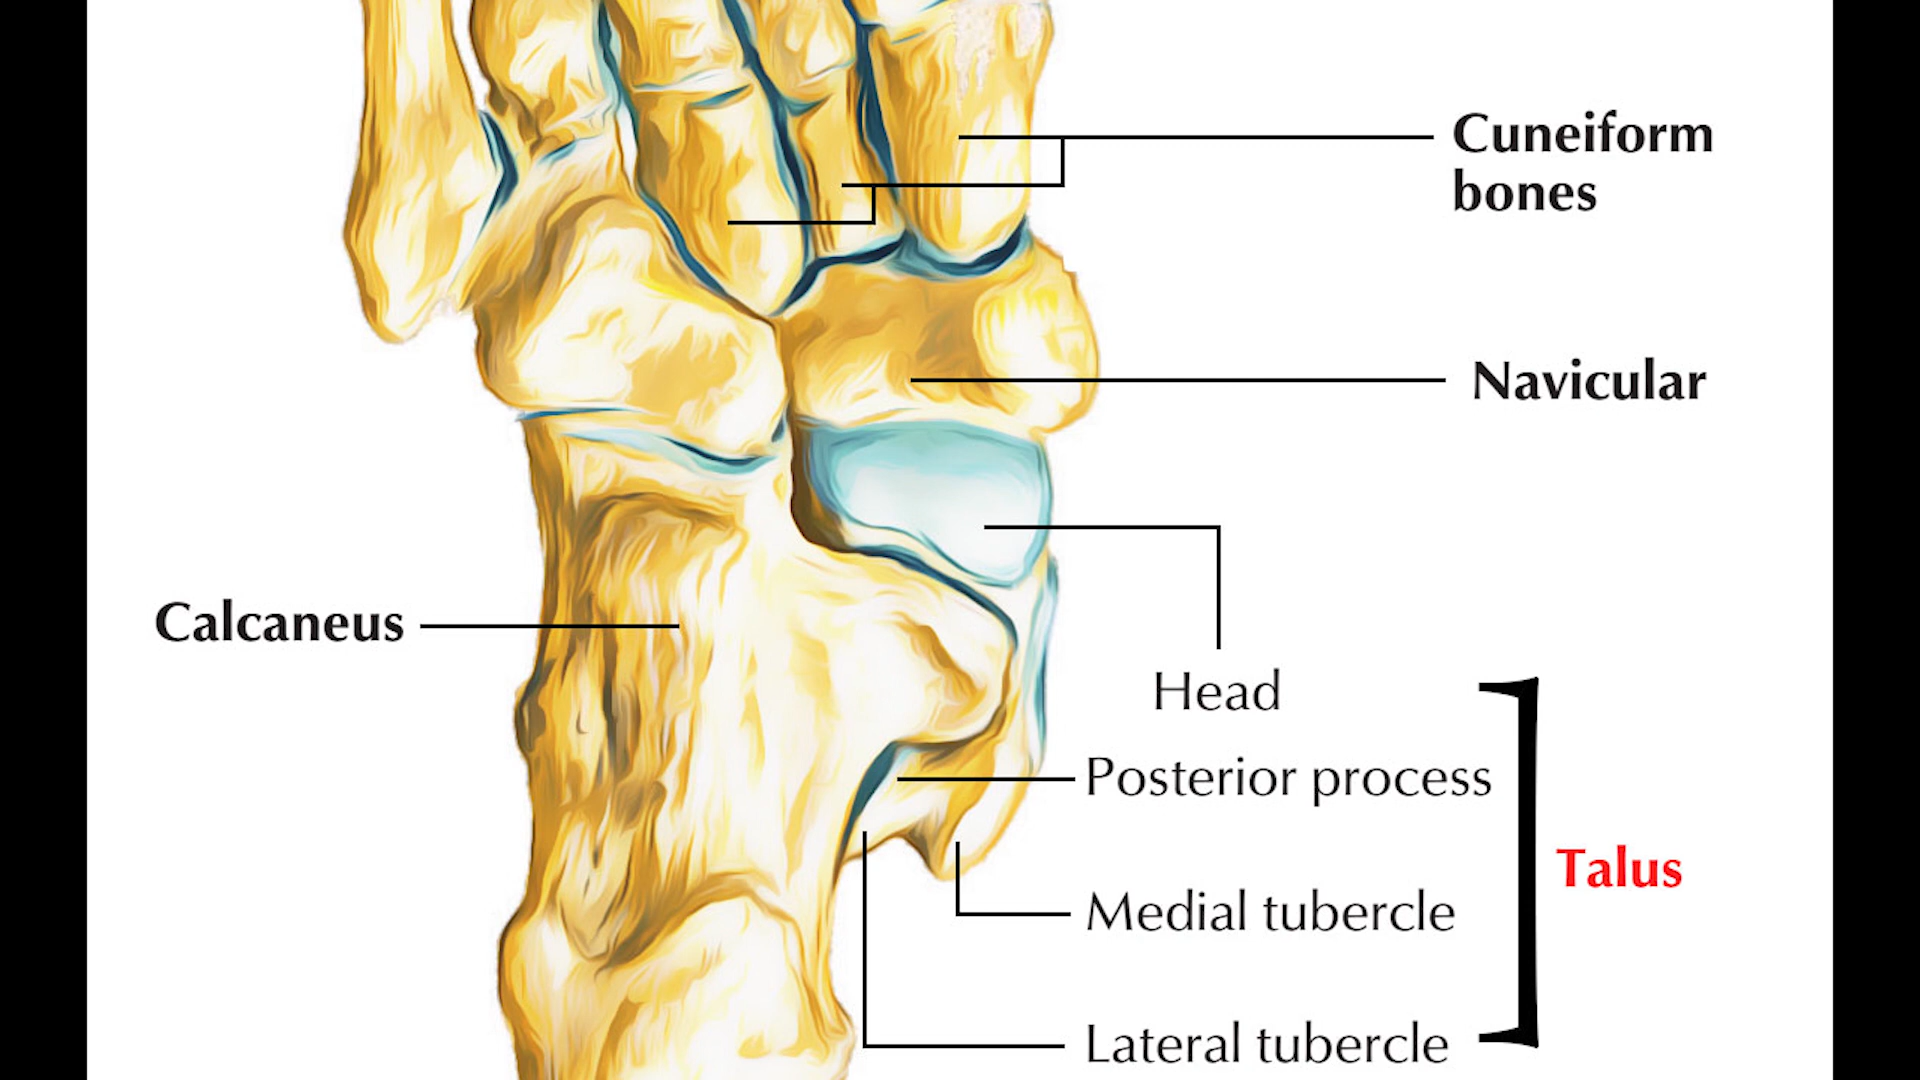 Cuneiform
bones
Navicular
Calcaneus
Head
Posterior process
Talus
Medial tubercle
Lateral tubercle